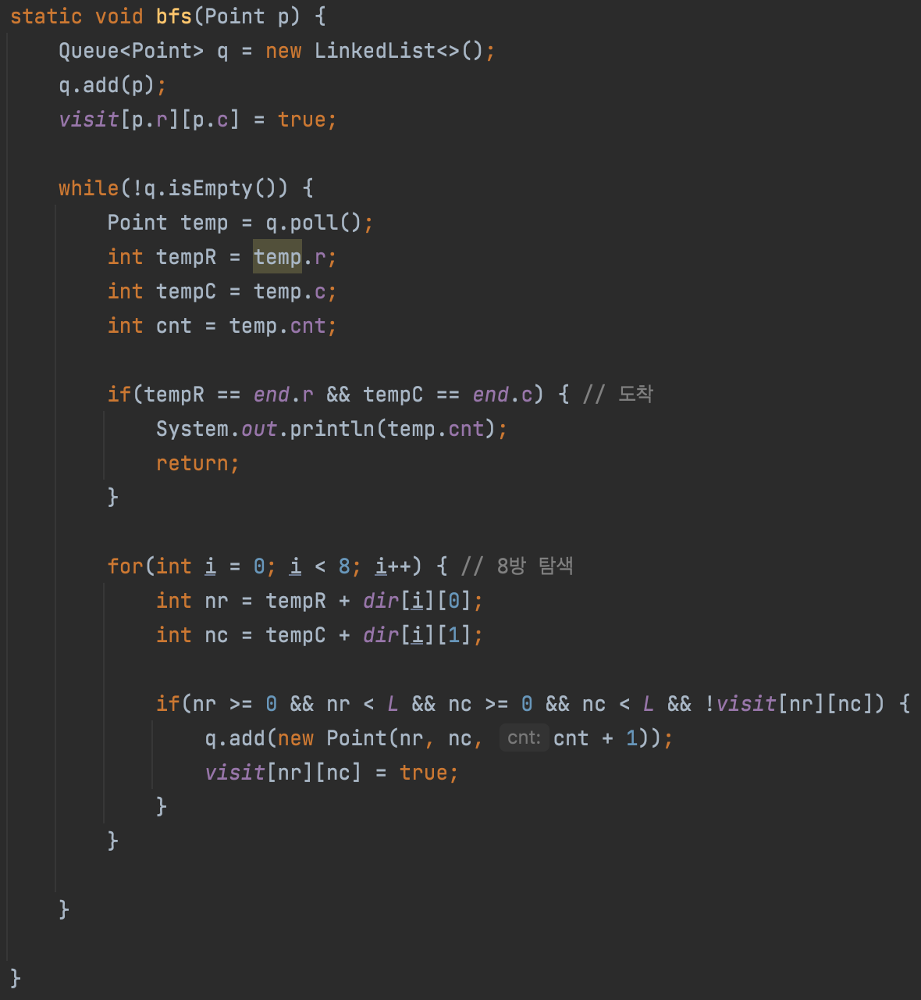 static void bfs(Point p) {
    Queue<Point> q = new LinkedList<>();
    q.add(p);
    visit[p.r][p.c] = true;
    while(!q.isEmpty()) {
        Point temp = q.poll();
        int tempR = temp.r;
        int tempC = temp.c;
        int cnt = temp.cnt;
        if(tempR == end.r && tempC == end.c) { // 도착
            System.out.println(temp.cnt);
            return;
        }
        for(int i = 0; i < 8; i++) { // 8방 탐색
            int nr = tempR + dir[i][0];
            int nc = tempC + dir[i][1];
            if(nr >= 0 && nr < L && nc >= 0 && nc < L && !visit[nr][nc]) {
                q.add(new Point(nr, nc, cnt: cnt + 1));
                visit[nr][nc] = true;
            }
        }
    }
}